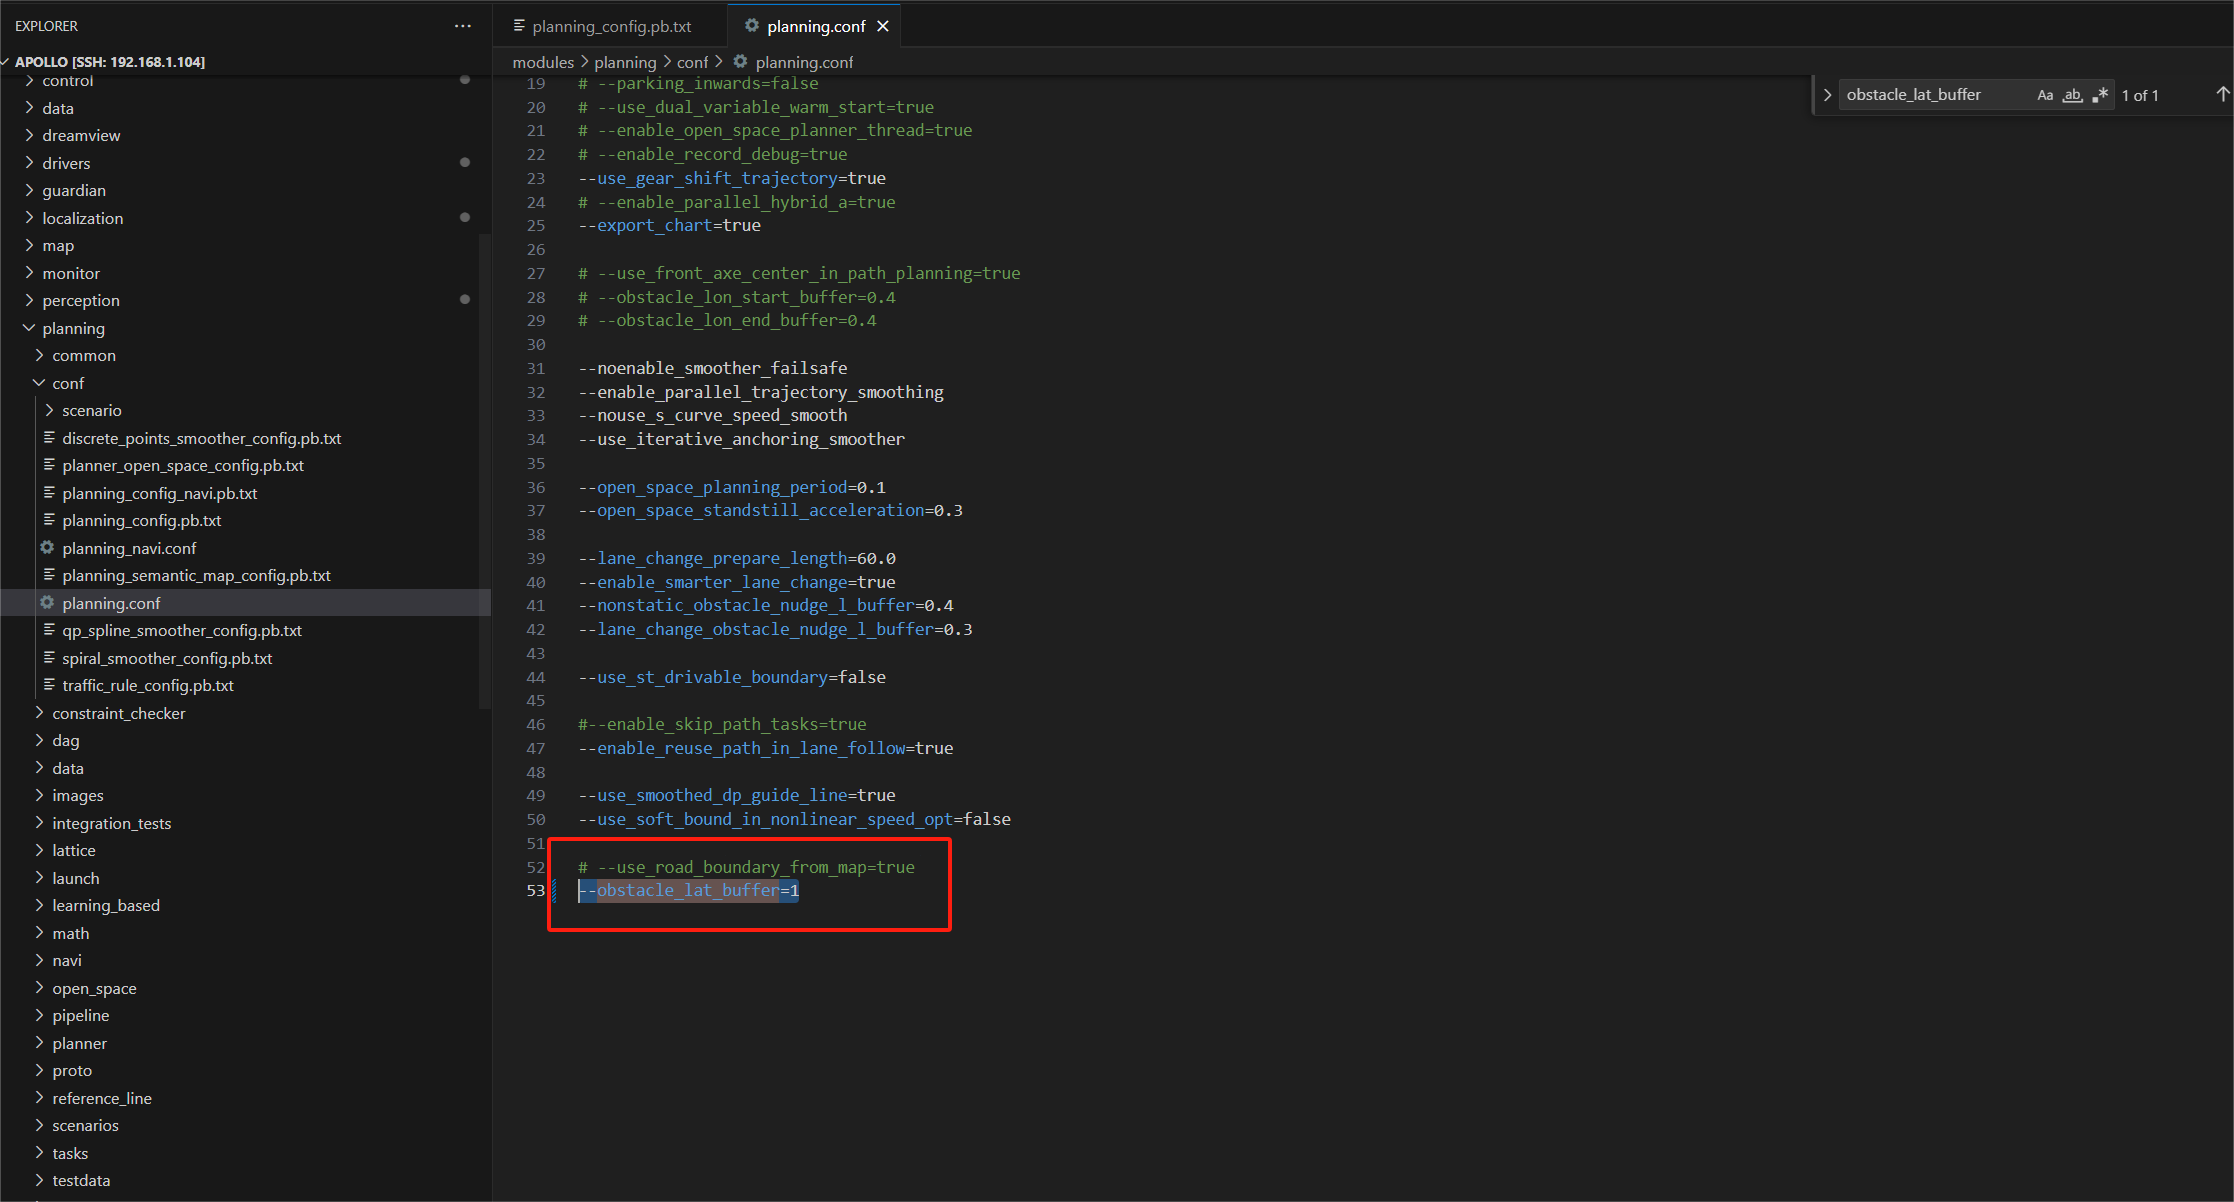 EXPLORER
APOLLO [SSH: 192.168.1.104]
control
data
dreamview
drivers
guardian
localization
map
monitor
perception
planning
common
conf
scenario
discrete_points_smoother_config.pb.txt
planner_open_space_config.pb.txt
planning_config_navi.pb.txt
planning_config.pb.txt
planning_navi.conf
planning_semantic_map_config.pb.txt
planning.conf
qp_spline_smoother_config.pb.txt
spiral_smoother_config.pb.txt
traffic_rule_config.pb.txt
constraint_checker
dag
data
images
integration_tests
lattice
launch
learning_based
math
navi
open_space
pipeline
planner
proto
reference_line
scenarios
tasks
testdata
planning_config.pb.txt
planning.conf
modules > planning > conf > planning.conf
obstacle_lat_buffer Aa ab 1 of 1
19 # --parking_inwards=false
20 # --use_dual_variable_warm_start=true
21 # --enable_open_space_planner_thread=true
22 # --enable_record_debug=true
23 --use_gear_shift_trajectory=true
24 # --enable_parallel_hybrid_a=true
25 --export_chart=true
26
27 # --use_front_axe_center_in_path_planning=true
28 # --obstacle_lon_start_buffer=0.4
29 # --obstacle_lon_end_buffer=0.4
30
31 --noenable_smoother_failsafe
32 --enable_parallel_trajectory_smoothing
33 --nouse_s_curve_speed_smooth
34 --use_iterative_anchoring_smoother
35
36 --open_space_planning_period=0.1
37 --open_space_standstill_acceleration=0.3
38
39 --lane_change_prepare_length=60.0
40 --enable_smarter_lane_change=true
41 --nonstatic_obstacle_nudge_l_buffer=0.4
42 --lane_change_obstacle_nudge_l_buffer=0.3
43
44 --use_st_drivable_boundary=false
45
46 #--enable_skip_path_tasks=true
47 --enable_reuse_path_in_lane_follow=true
48
49 --use_smoothed_dp_guide_line=true
50 --use_soft_bound_in_nonlinear_speed_opt=false
51
52 # --use_road_boundary_from_map=true
53 --obstacle_lat_buffer=1